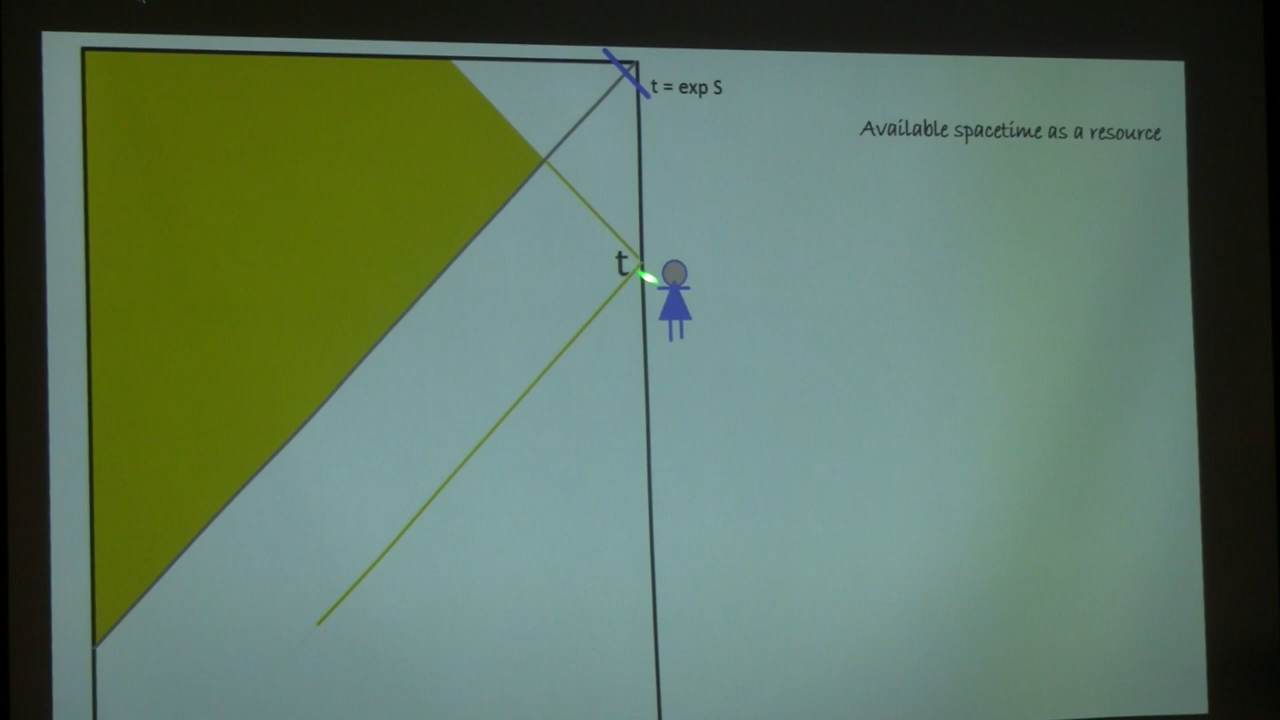 t = exp S
Available spacetime as a resource
t